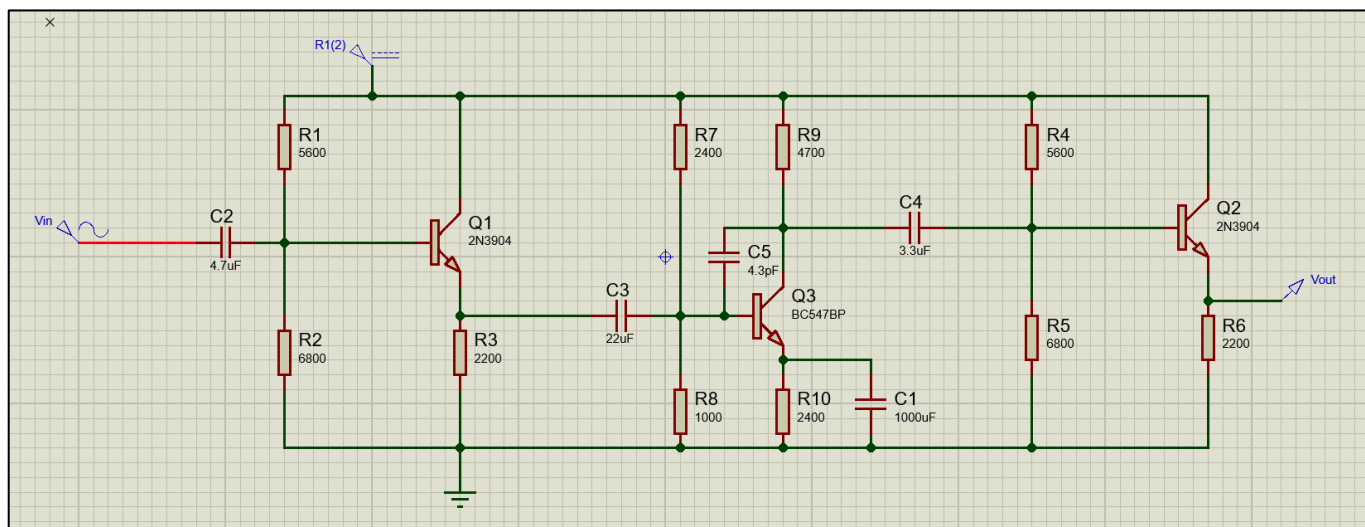 R1(2)
Vin
C2
4.7uF
R1
5600
R2
6800
Q1
2N3904
R3
2200
C3
22uF
R7
2400
R8
1000
C5
4.3pF
R9
4700
Q3
BC547BP
R10
2400
C1
1000uF
C4
3.3uF
R4
5600
R5
6800
Q2
2N3904
Vout
R6
2200